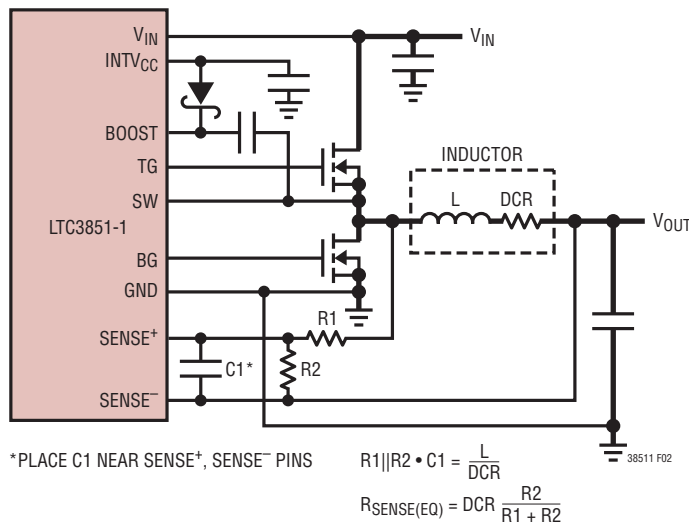 V_IN
INTV_CC
BOOST
TG
SW
LTC3851-1
BG
GND
SENSE⁺
SENSE⁻
V_IN
INDUCTOR
L DCR
V_OUT
R1
C1*
R2
*PLACE C1 NEAR SENSE⁺, SENSE⁻ PINS
R1||R2 • C1 = L/DCR
R_SENSE(EQ) = DCR R2/(R1 + R2)
38511 F02